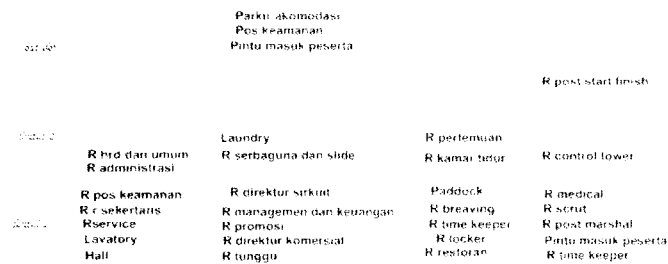 Parkir akomodasi
Pos keamanan
Pintu masuk peserta
R post start finish
Laundry
R pertemuan
R hrd dan umum
R serbaguna dan slide
R kamar tidur
R control tower
R administrasi
R pos keamanan
R direktur sirkuit
Paddock
R medical
R r sekertaris
R managemen dan keuangan
R breaving
R scrut
Rservice
R promosi
R time keeper
R post marshal
Lavatory
R direktur komersial
R locker
Pintu masuk peserta
Hall
R tunggu
R restoran
R time keeper